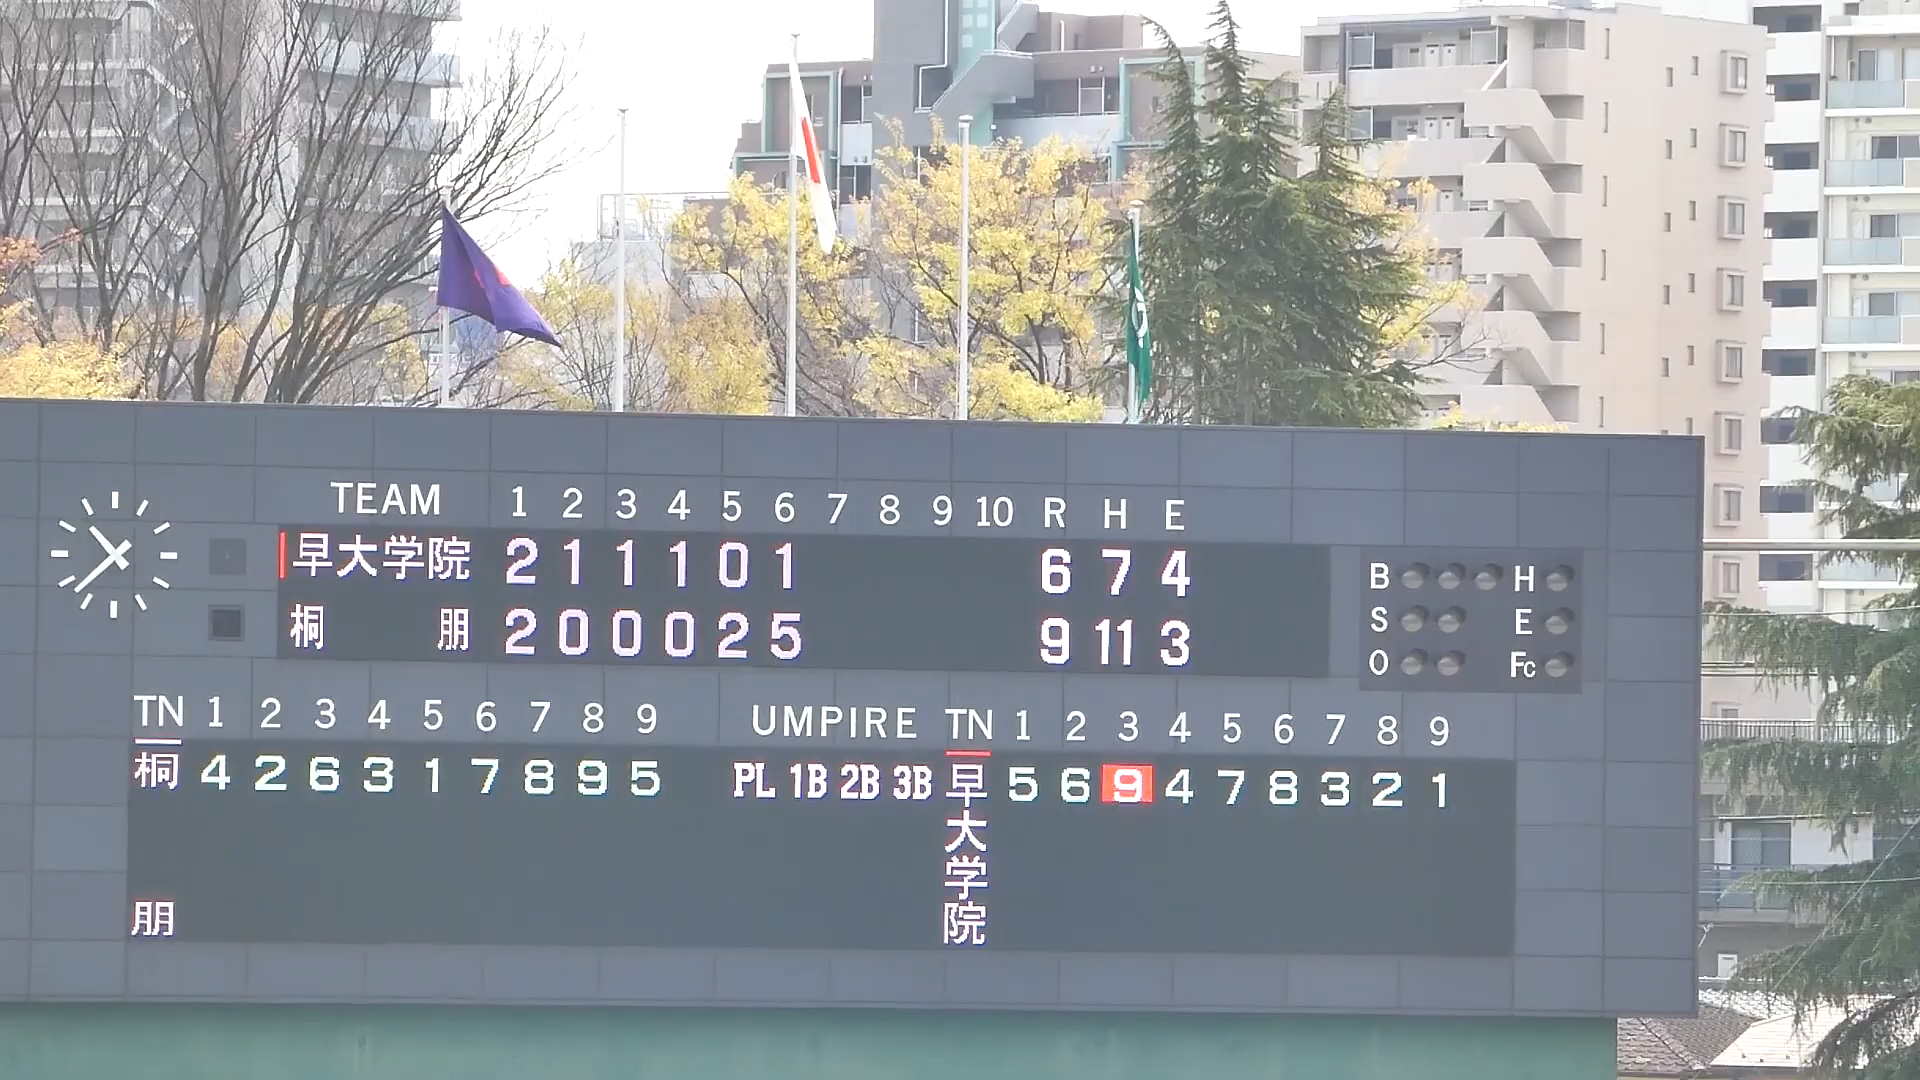 TEAM 1 2 3 4 5 6 7 8 9 10 R H E
早大学院 2 1 1 1 0 1 6 7 4
桐朋 2 0 0 0 2 5 9 11 3
B H
S E
O Fc
TN 1 2 3 4 5 6 7 8 9
桐朋 4 2 6 3 1 7 8 9 5
UMPIRE
PL 1B 2B 3B
TN 1 2 3 4 5 6 7 8 9
早大学院 5 6 9 4 7 8 3 2 1